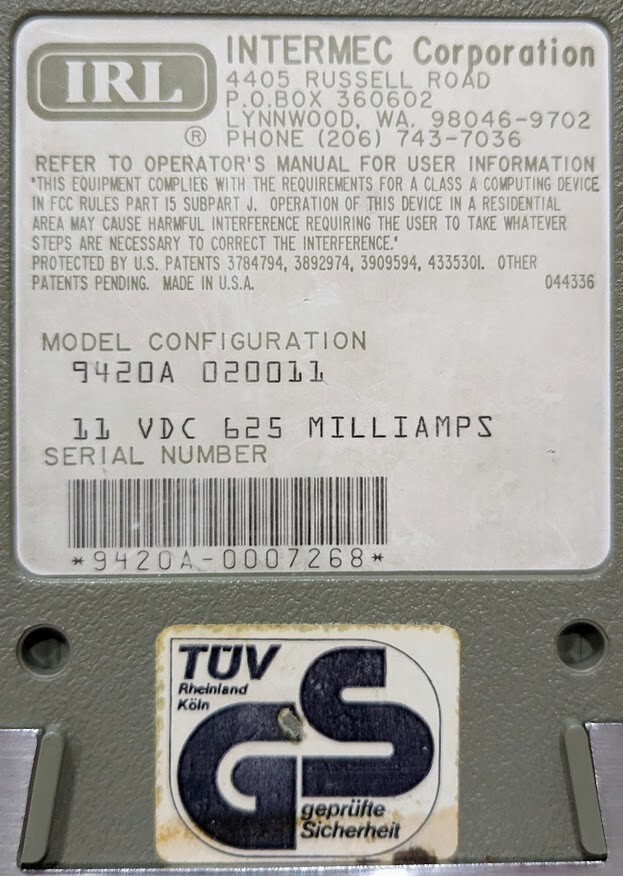 IRL
®
INTERMEC Corporation
4405 RUSSELL ROAD
P.O.BOX 360602
LYNNWOOD, WA. 98046-9702
PHONE (206) 743-7036
REFER TO OPERATOR'S MANUAL FOR USER INFORMATION
"THIS EQUIPMENT COMPLIES WITH THE REQUIREMENTS FOR A CLASS A COMPUTING DEVICE
IN FCC RULES PART 15 SUBPART J. OPERATION OF THIS DEVICE IN A RESIDENTIAL
AREA MAY CAUSE HARMFUL INTERFERENCE REQUIRING THE USER TO TAKE WHATEVER
STEPS ARE NECESSARY TO CORRECT THE INTERFERENCE."
PROTECTED BY U.S. PATENTS 3784794, 3892974, 3909594, 4335301. OTHER
PATENTS PENDING. MADE IN U.S.A. 044336
MODEL CONFIGURATION
9420A 020011
11 VDC 625 MILLIAMPS
SERIAL NUMBER
*9420A-0007268*
TÜV
Rheinland
Köln
GS
geprüfte
Sicherheit